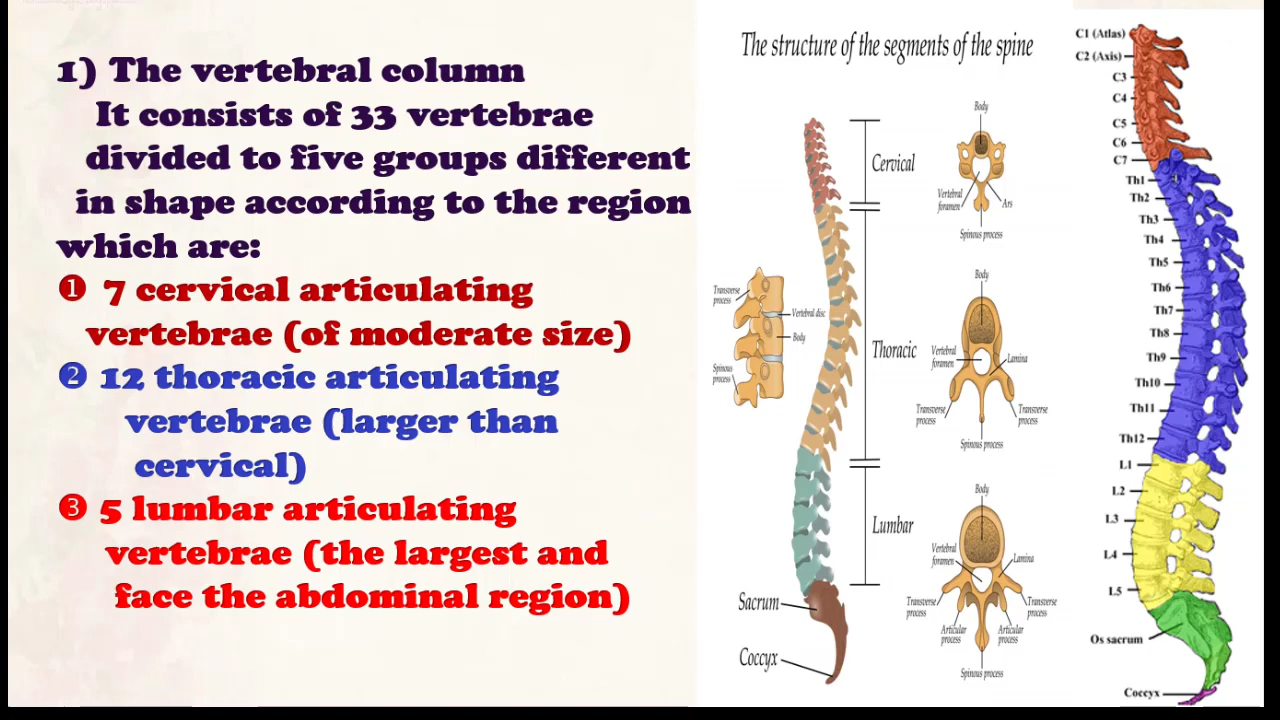 1) The vertebral column
It consists of 33 vertebrae
divided to five groups different
in shape according to the region
which are:
❶ 7 cervical articulating
vertebrae (of moderate size)
❷ 12 thoracic articulating
vertebrae (larger than
cervical)
❸ 5 lumbar articulating
vertebrae (the largest and
face the abdominal region)
The structure of the segments of the spine
Transverse
process
Vertebral disc
Body
Spinous
process
Cervical
Thoracic
Lumbar
Sacrum
Coccyx
Body
Vertebral
foramen
Ars
Spinous process
Body
Vertebral
foramen
Lamina
Transverse
process
Transverse
process
Spinous process
Body
Vertebral
foramen
Lamina
Transverse
process
Transverse
process
Articular
process
Articular
process
Spinous process
C1 (Atlas)
C2 (Axis)
C3
C4
C5
C6
C7
Th1
Th2
Th3
Th4
Th5
Th6
Th7
Th8
Th9
Th10
Th11
Th12
L1
L2
L3
L4
L5
Os sacrum
Coccyx